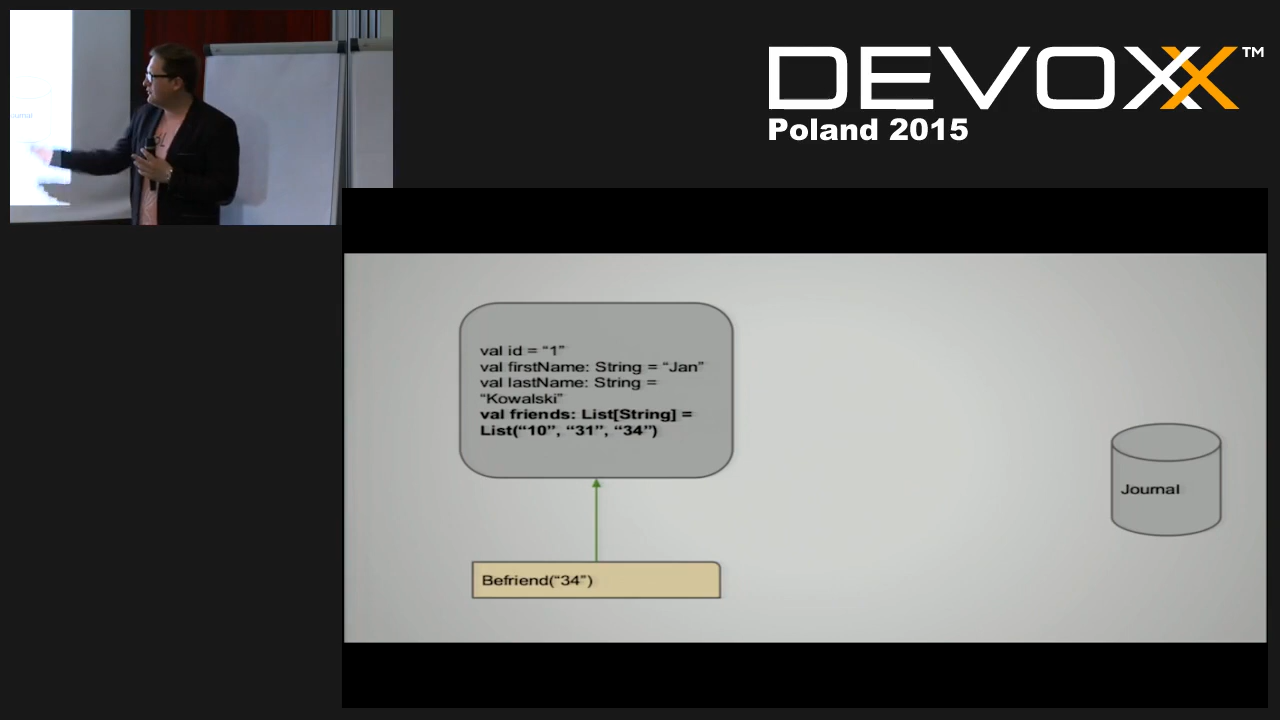 DEVOXX™
Poland 2015
val id = “1”
val firstName: String = “Jan”
val lastName: String =
“Kowalski”
val friends: List[String] =
List(“10”, “31”, “34”)
Journal
Befriend(“34”)